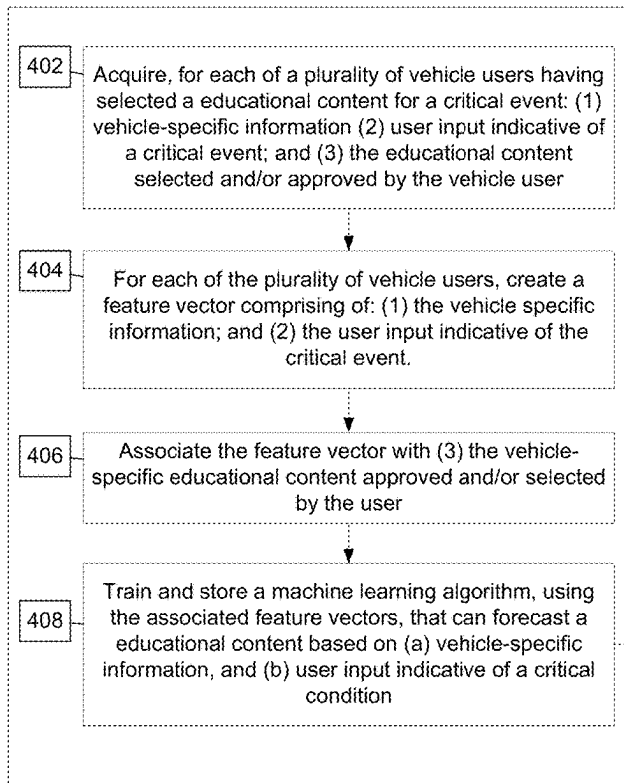 402
Acquire, for each of a plurality of vehicle users having
selected a educational content for a critical event: (1)
vehicle-specific information (2) user input indicative of
a critical event; and (3) the educational content
selected and/or approved by the vehicle user
404
For each of the plurality of vehicle users, create a
feature vector comprising of: (1) the vehicle specific
information; and (2) the user input indicative of the
critical event.
406
Associate the feature vector with (3) the vehicle-
specific educational content approved and/or selected
by the user
408
Train and store a machine learning algorithm, using
the associated feature vectors, that can forecast a
educational content based on (a) vehicle-specific
information, and (b) user input indicative of a critical
condition